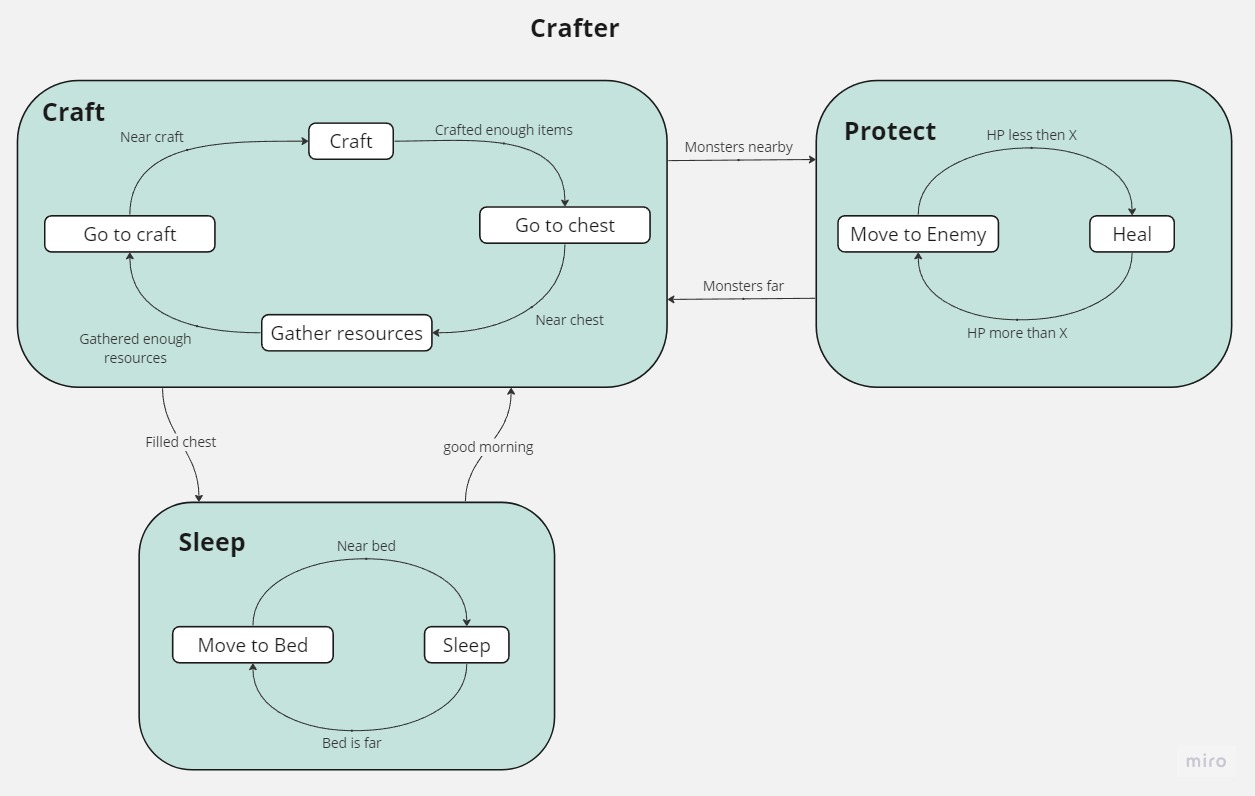 Crafter
Craft
Near craft
Craft
Crafted enough items
Go to craft
Go to chest
Gathered enough
resources
Gather resources
Near chest
Monsters nearby
Monsters far
Protect
HP less then X
Move to Enemy
Heal
HP more than X
Filled chest
good morning
Sleep
Near bed
Move to Bed
Sleep
Bed is far
miro